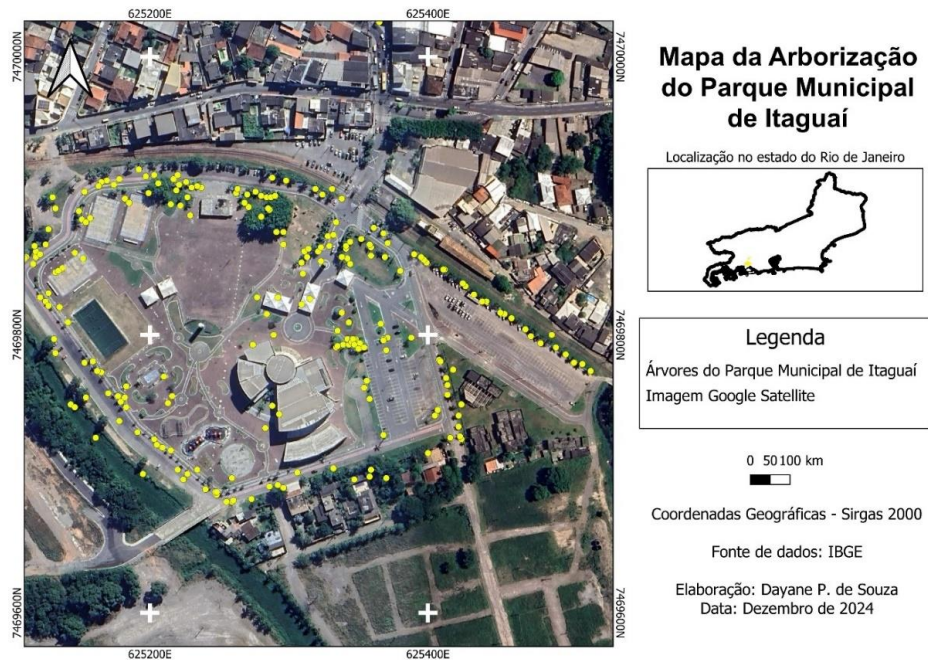 625200E 625400E
7470000N 7470000N
7469800N 7469800N
7469600N 7469600N
625200E 625400E
Mapa da Arborização
do Parque Municipal
de Itaguaí
Localização no estado do Rio de Janeiro
Legenda
Árvores do Parque Municipal de Itaguaí
Imagem Google Satellite
0 50 100 km
Coordenadas Geográficas - Sirgas 2000
Fonte de dados: IBGE
Elaboração: Dayane P. de Souza
Data: Dezembro de 2024